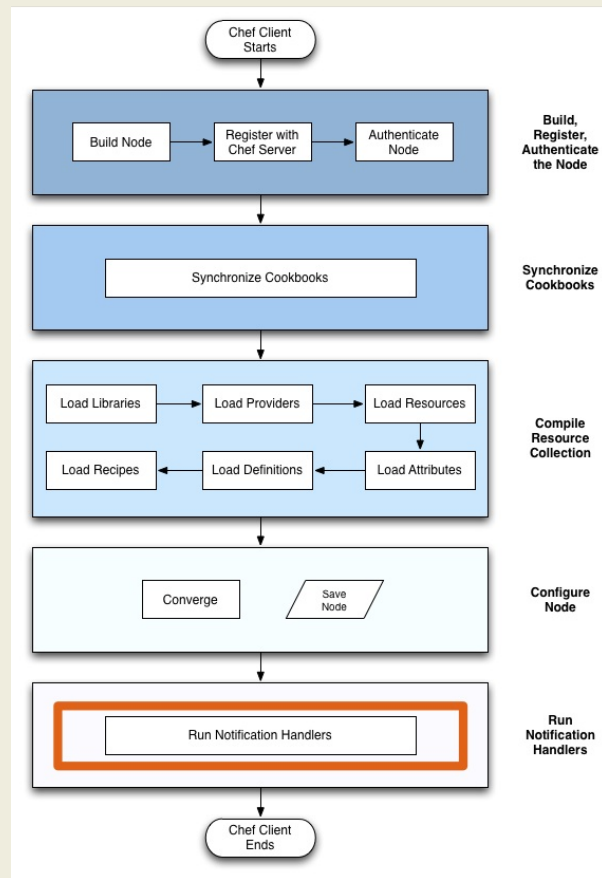 Chef Client
Starts
Build Node
Register with
Chef Server
Authenticate
Node
Build,
Register,
Authenticate
the Node
Synchronize Cookbooks
Synchronize
Cookbooks
Load Libraries
Load Providers
Load Resources
Load Recipes
Load Definitions
Load Attributes
Compile
Resource
Collection
Converge
Save
Node
Configure
Node
Run Notification Handlers
Run
Notification
Handlers
Chef Client
Ends